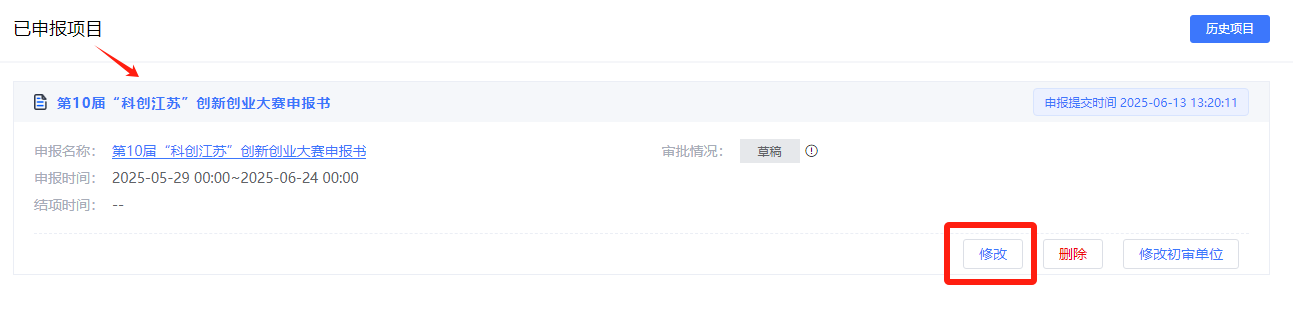 已申报项目
历史项目
第10届“科创江苏”创新创业大赛申报书
申报提交时间 2025-06-13 13:20:11
申报名称： 第10届“科创江苏”创新创业大赛申报书
审批情况： 草稿
申报时间： 2025-05-29 00:00~2025-06-24 00:00
结项时间： --
修改 删除 修改初审单位